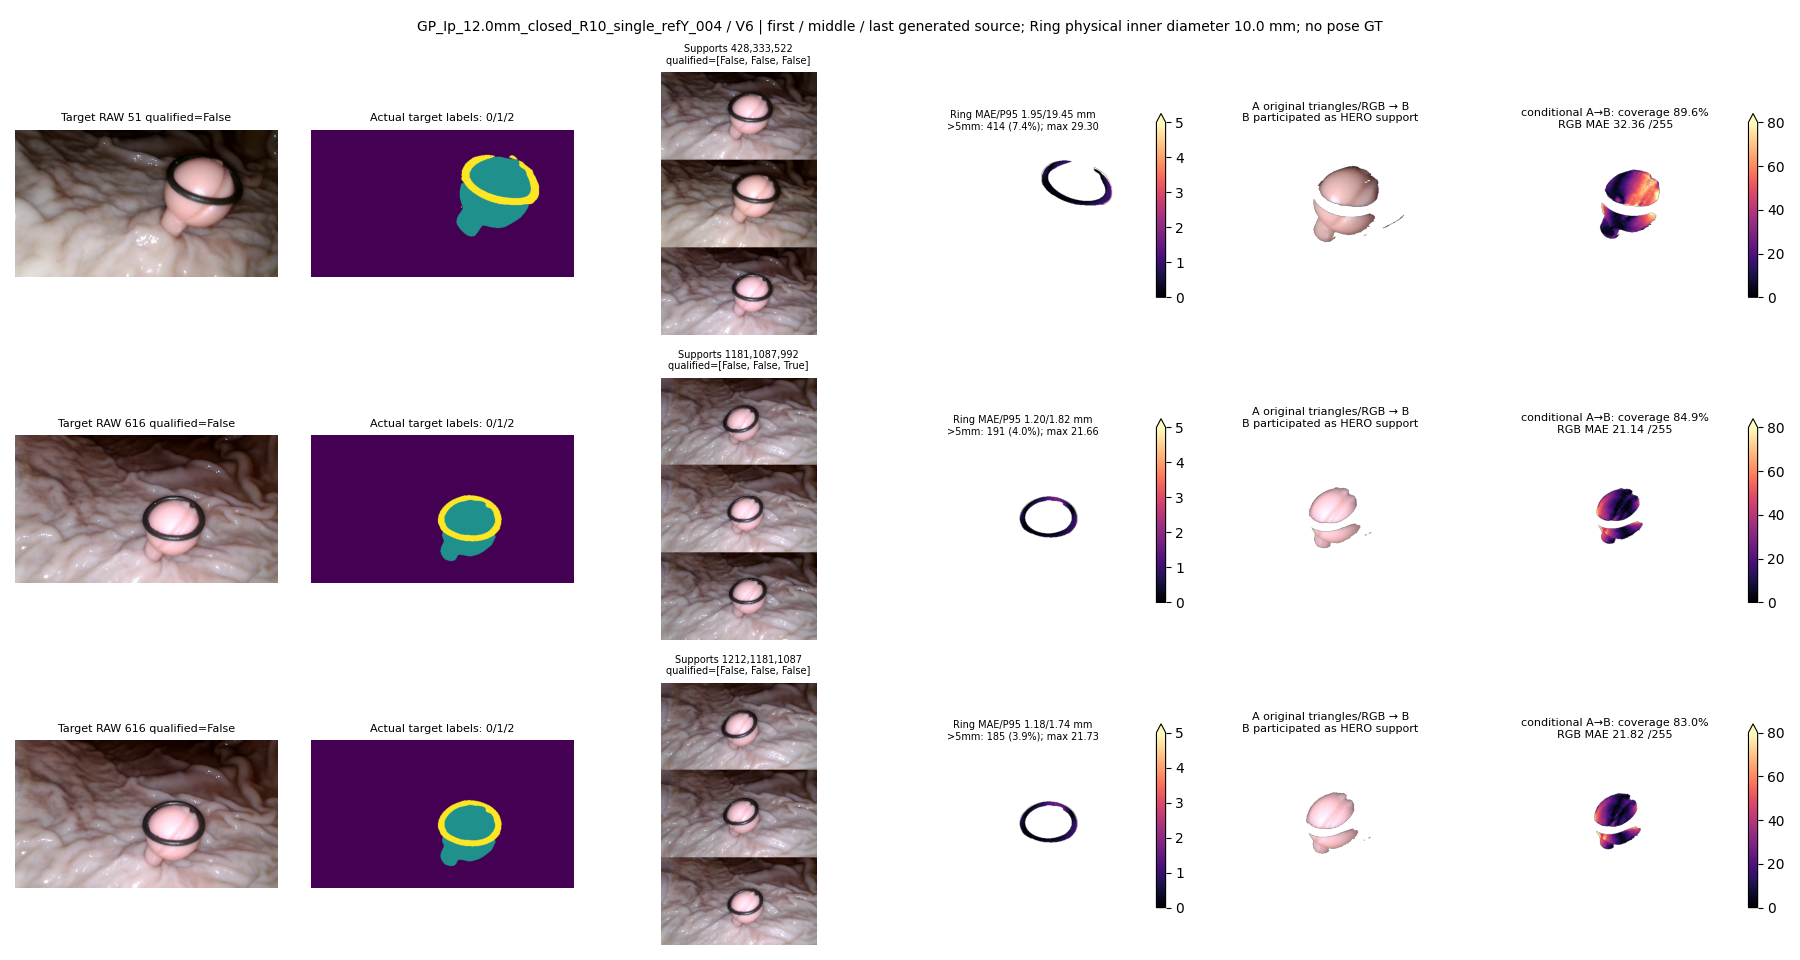 GP_Ip_12.0mm_closed_R10_single_refY_004 / V6 | first / middle / last generated source; Ring physical inner diameter 10.0 mm; no pose GT
Target RAW 51 qualified=False
Actual target labels: 0/1/2
Supports 428,333,522
qualified=[False, False, False]
Ring MAE/P95 1.95/19.45 mm
>5mm: 414 (7.4%); max 29.30
5
4
3
2
1
0
A original triangles/RGB → B
B participated as HERO support
conditional A→B: coverage 89.6%
RGB MAE 32.36 /255
80
60
40
20
0
Target RAW 616 qualified=False
Actual target labels: 0/1/2
Supports 1181,1087,992
qualified=[False, False, True]
Ring MAE/P95 1.20/1.82 mm
>5mm: 191 (4.0%); max 21.66
5
4
3
2
1
0
A original triangles/RGB → B
B participated as HERO support
conditional A→B: coverage 84.9%
RGB MAE 21.14 /255
80
60
40
20
0
Target RAW 616 qualified=False
Actual target labels: 0/1/2
Supports 1212,1181,1087
qualified=[False, False, False]
Ring MAE/P95 1.18/1.74 mm
>5mm: 185 (3.9%); max 21.73
5
4
3
2
1
0
A original triangles/RGB → B
B participated as HERO support
conditional A→B: coverage 83.0%
RGB MAE 21.82 /255
80
60
40
20
0